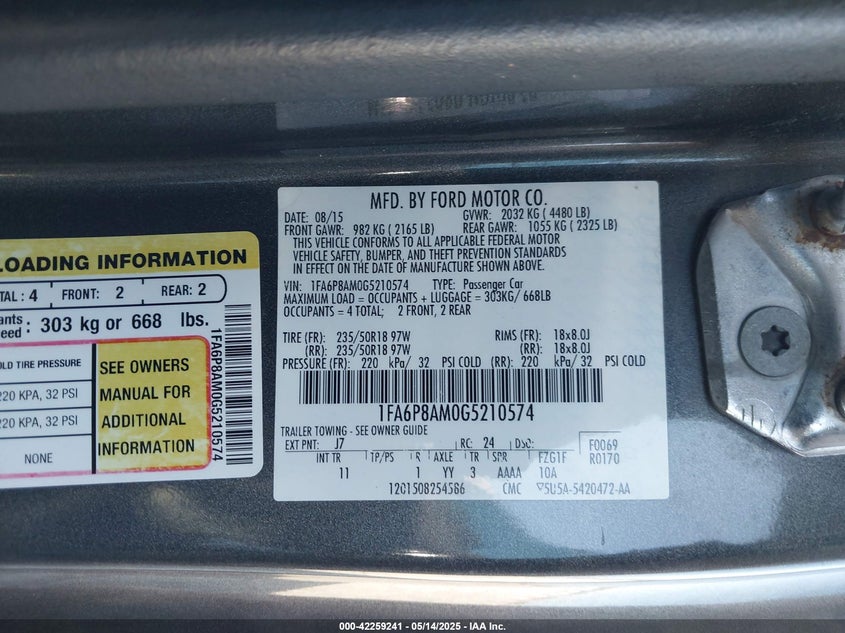 LOADING INFORMATION
TAL : 4 FRONT: 2 REAR: 2
: 303 kg or 668 lbs.
OLD TIRE PRESSURE
220 KPA, 32 PSI
220 KPA, 32 PSI
NONE
SEE OWNERS
MANUAL FOR
ADDITIONAL
INFORMATION
1FA6P8AM0G5210574
MFD. BY FORD MOTOR CO.
DATE: 08/15 GVWR: 2032 KG ( 4480 LB)
FRONT GAWR: 982 KG ( 2165 LB) REAR GAWR: 1055 KG ( 2325 LB)
THIS VEHICLE CONFORMS TO ALL APPLICABLE FEDERAL MOTOR
VEHICLE SAFETY, BUMPER, AND THEFT PREVENTION STANDARDS
IN EFFECT ON THE DATE OF MANUFACTURE SHOWN ABOVE.
VIN: 1FA6P8AM0G5210574 TYPE: Passenger Car
MAXIMUM LOAD = OCCUPANTS + LUGGAGE = 303KG/668LB
OCCUPANTS = 4 TOTAL; 2 FRONT, 2 REAR
TIRE (FR): 235/50R18 97W RIMS (FR): 18x8.0J
(RR): 235/50R18 97W (RR): 18x8.0J
PRESSURE (FR): 220 kPa/ 32 PSI COLD (RR): 220 kPa/ 32 PSI COLD
1FA6P8AM0G5210574
TRAILER TOWING - SEE OWNER GUIDE
EXT PNT: J7 RC: 24 DSO: F0069
INT TR TP/PS R AXLE TR SPR FZG1F R0170
11 1 YY 3 AAAA 10A
1201508254566 CMC SU5A-5420472-AA
000-42259241 - 05/14/2025 - IAA Inc.